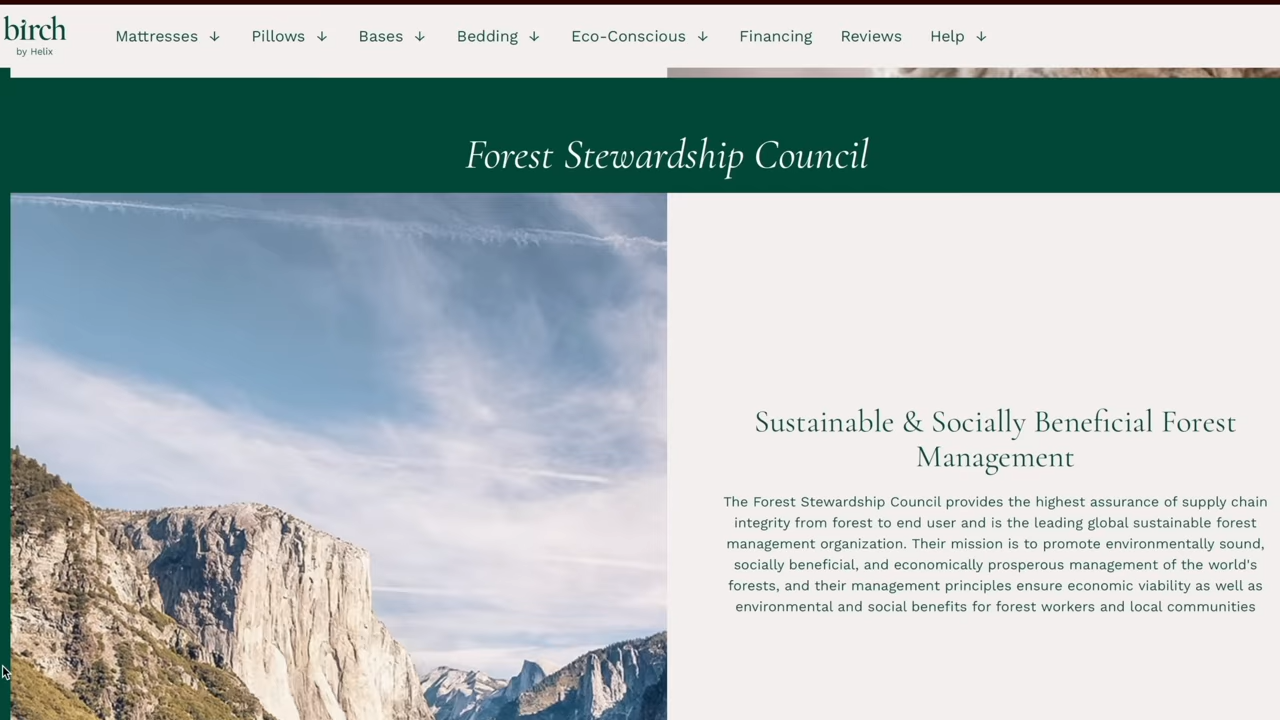 birch
by Helix
Mattresses ↓ Pillows ↓ Bases ↓ Bedding ↓ Eco-Conscious ↓ Financing Reviews Help ↓
Forest Stewardship Council
Sustainable & Socially Beneficial Forest
Management
The Forest Stewardship Council provides the highest assurance of supply chain
integrity from forest to end user and is the leading global sustainable forest
management organization. Their mission is to promote environmentally sound,
socially beneficial, and economically prosperous management of the world's
forests, and their management principles ensure economic viability as well as
environmental and social benefits for forest workers and local communities